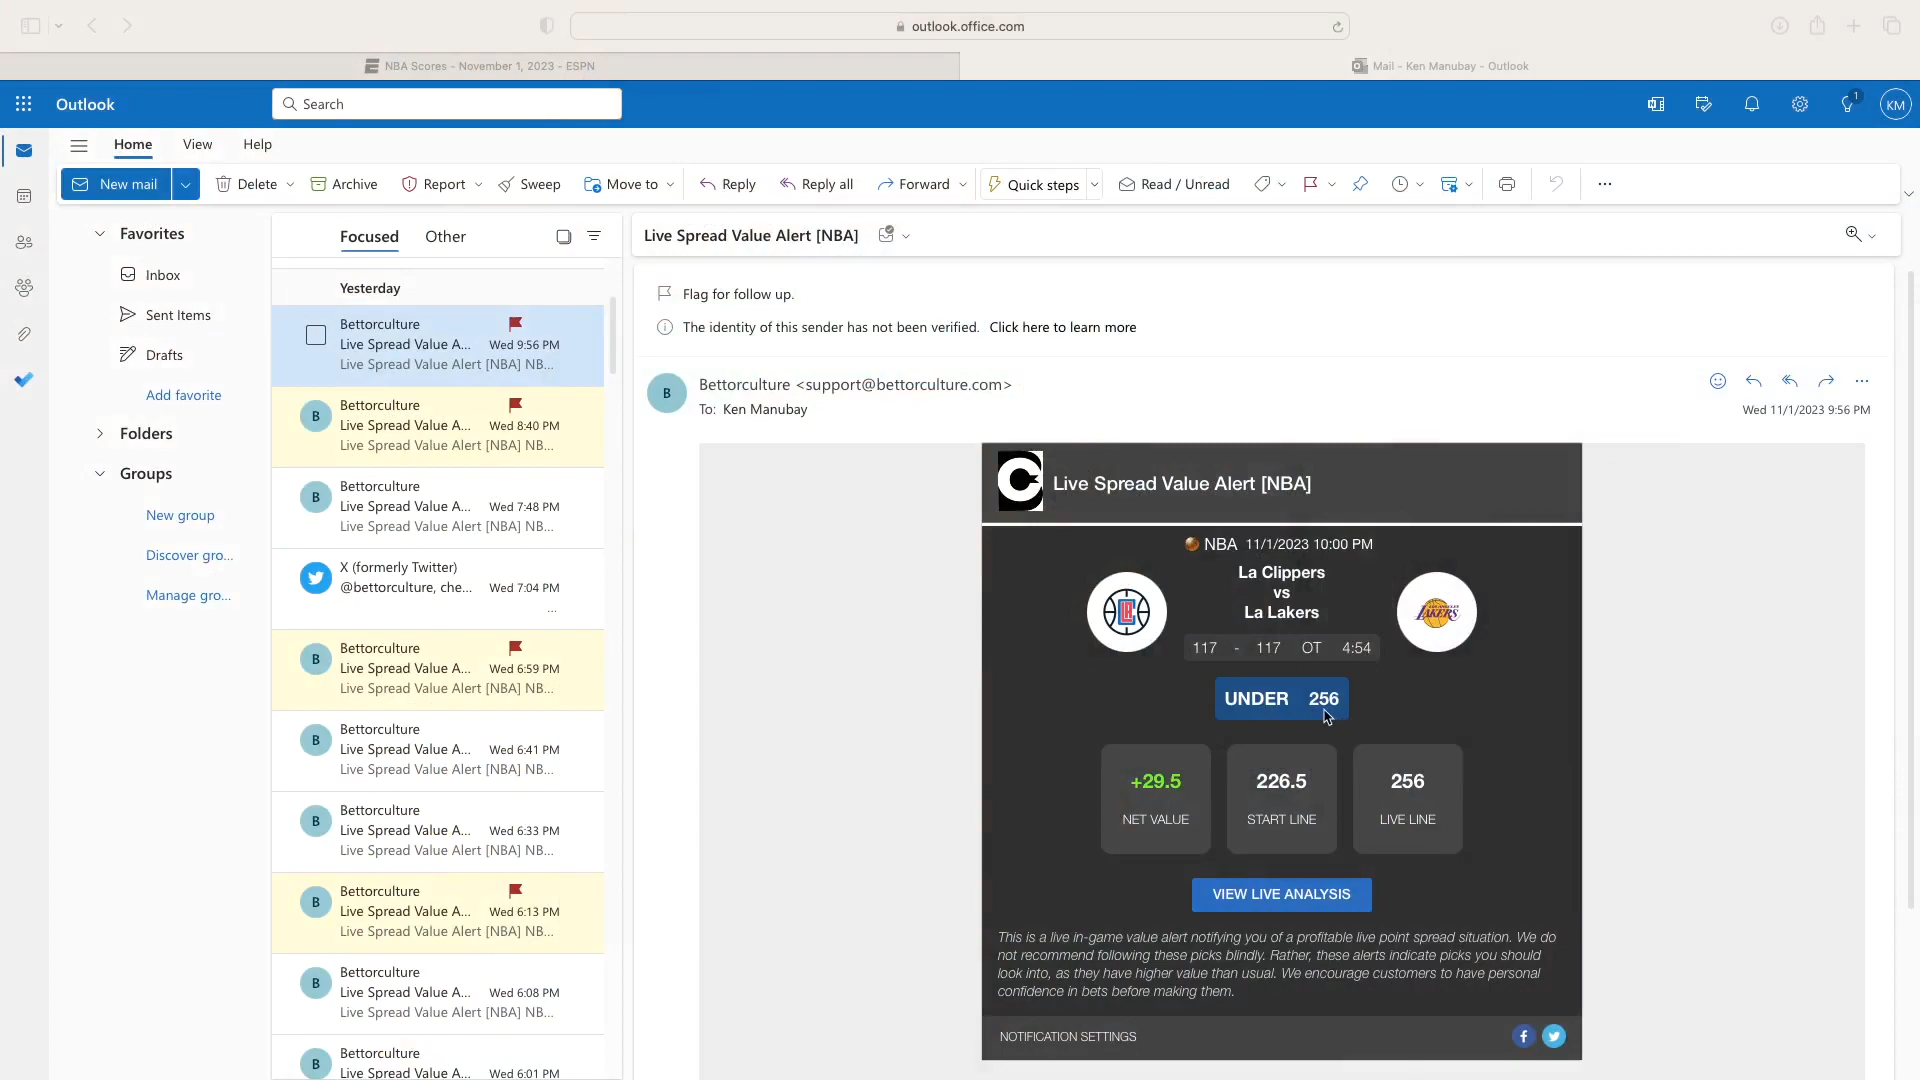 outlook.office.com
NBA Scores - November 1, 2023 - ESPN
Mail - Ken Manubay - Outlook
Outlook
Search
1
KM
Home View Help
New mail Delete Archive Report Sweep Move to Reply Reply all Forward Quick steps Read / Unread
Favorites
Inbox
Sent Items
Drafts
Add favorite
Folders
Groups
New group
Discover gro...
Manage gro...
Focused Other
Yesterday
Bettorculture
Live Spread Value A... Wed 9:56 PM
Live Spread Value Alert [NBA] NB...
B
Bettorculture
Live Spread Value A... Wed 8:40 PM
Live Spread Value Alert [NBA] NB...
B
Bettorculture
Live Spread Value A... Wed 7:48 PM
Live Spread Value Alert [NBA] NB...
X (formerly Twitter)
@bettorculture, che... Wed 7:04 PM
...
B
Bettorculture
Live Spread Value A... Wed 6:59 PM
Live Spread Value Alert [NBA] NB...
B
Bettorculture
Live Spread Value A... Wed 6:41 PM
Live Spread Value Alert [NBA] NB...
B
Bettorculture
Live Spread Value A... Wed 6:33 PM
Live Spread Value Alert [NBA] NB...
B
Bettorculture
Live Spread Value A... Wed 6:13 PM
Live Spread Value Alert [NBA] NB...
B
Bettorculture
Live Spread Value A... Wed 6:08 PM
Live Spread Value Alert [NBA] NB...
B
Bettorculture
Live Spread Value A... Wed 6:01 PM
Live Spread Value Alert [NBA]
Flag for follow up.
The identity of this sender has not been verified. Click here to learn more
B
Bettorculture <support@bettorculture.com>
To: Ken Manubay
Wed 11/1/2023 9:56 PM
Live Spread Value Alert [NBA]
NBA 11/1/2023 10:00 PM
La Clippers
vs
La Lakers
LAKERS
117 - 117 OT 4:54
UNDER 256
+29.5 226.5 256
NET VALUE START LINE LIVE LINE
VIEW LIVE ANALYSIS
This is a live in-game value alert notifying you of a profitable live point spread situation. We do
not recommend following these picks blindly. Rather, these alerts indicate picks you should
look into, as they have higher value than usual. We encourage customers to have personal
confidence in bets before making them.
NOTIFICATION SETTINGS